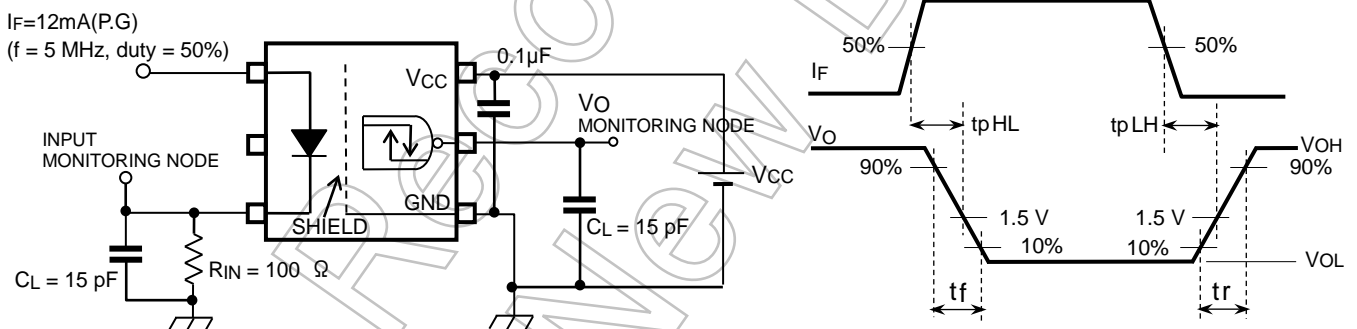 IF=12mA(P.G)
(f = 5 MHz, duty = 50%)
INPUT
MONITORING NODE
CL = 15 pF
RIN = 100 Ω
SHIELD
VCC
GND
0.1μF
VO
MONITORING NODE
CL = 15 pF
VCC
50%
50%
IF
tpHL
tpLH
VO
VOH
90%
90%
1.5 V
1.5 V
10%
10%
VOL
tf
tr
Reco
New D